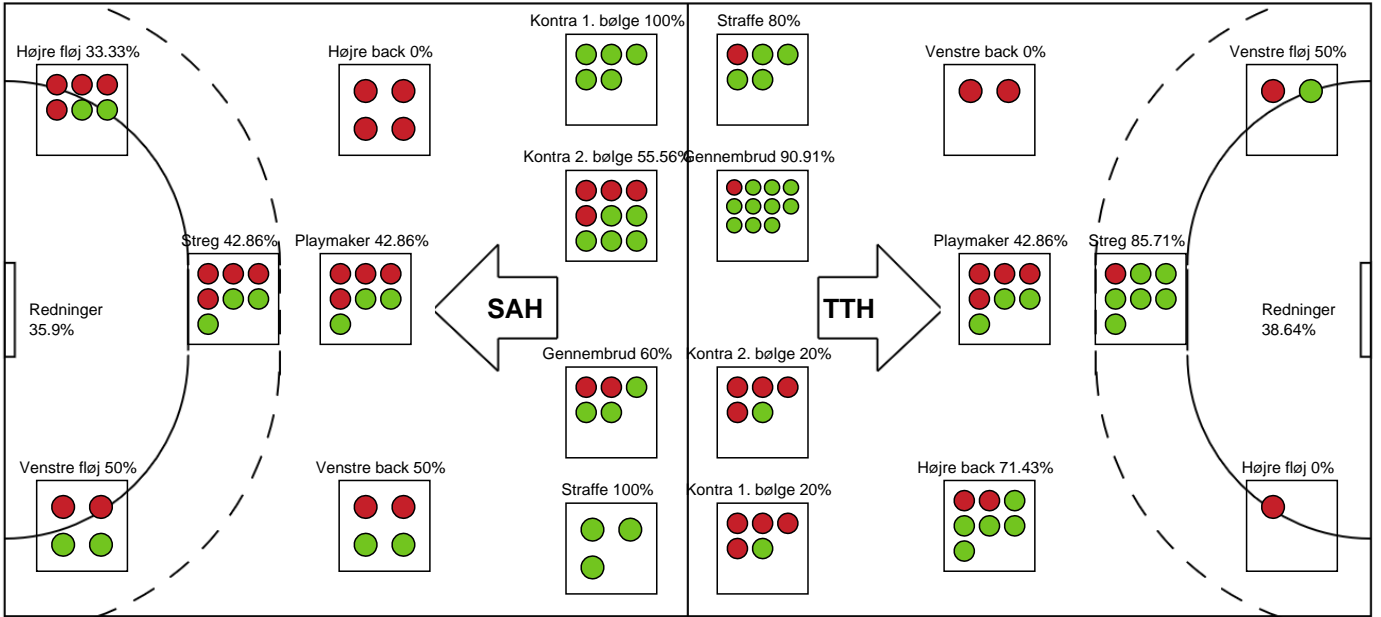 Kontra 1. bølge 100%
Straffe 80%
Højre fløj 33.33%
Højre back 0%
Venstre back 0%
Venstre fløj 50%
Kontra 2. bølge 55.56%
Gennembrud 90.91%
Streg 42.86%
Playmaker 42.86%
Playmaker 42.86%
Streg 85.71%
Redninger
35.9%
SAH
TTH
Redninger
38.64%
Gennembrud 60%
Kontra 2. bølge 20%
Venstre fløj 50%
Venstre back 50%
Højre back 71.43%
Højre fløj 0%
Straffe 100%
Kontra 1. bølge 20%